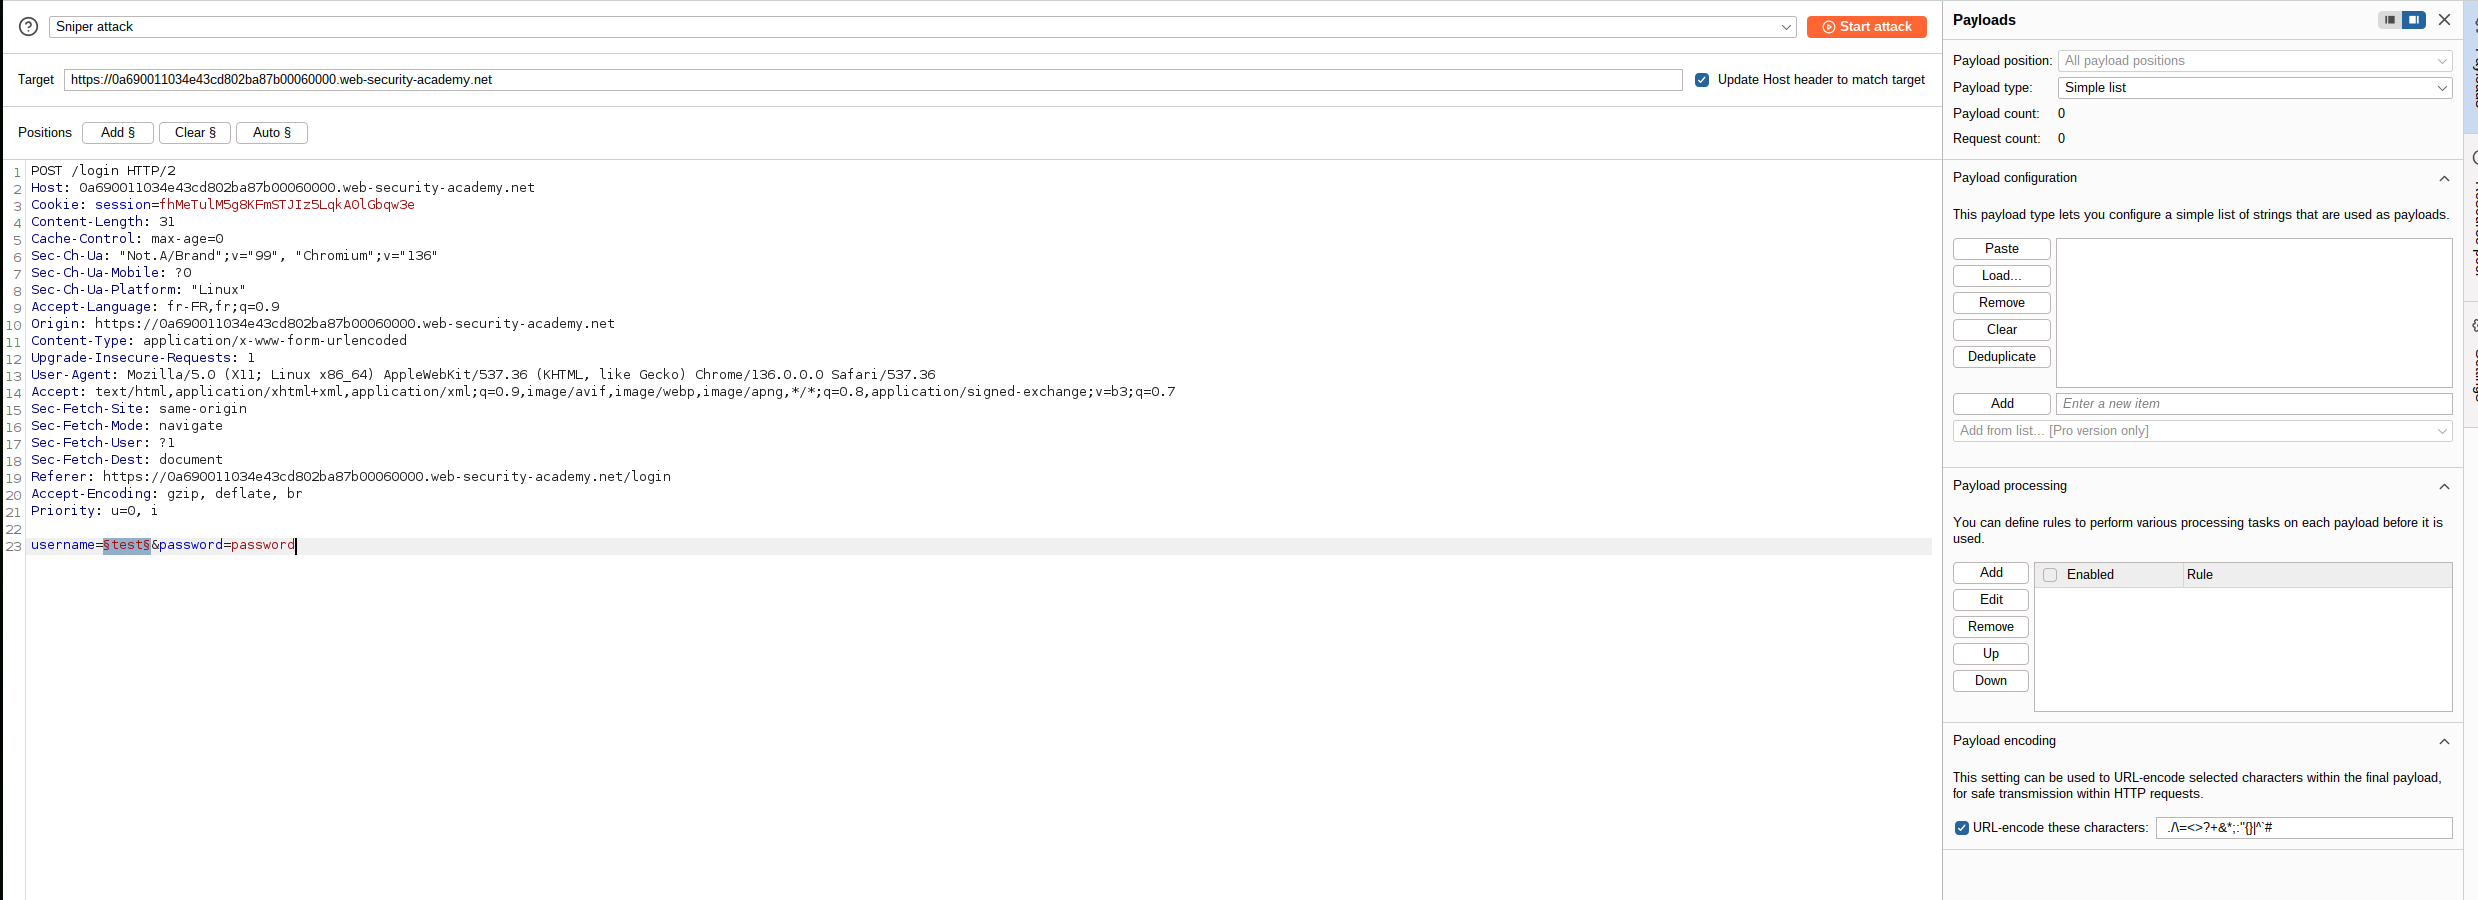 Sniper attack
Start attack
Target
https://0a690011034e43cd802ba87b00060000.web-security-academy.net
Update Host header to match target
Positions
Add §
Clear §
Auto §
1 POST /login HTTP/2
2 Host: 0a690011034e43cd802ba87b00060000.web-security-academy.net
3 Cookie: session=fhMeTulM5g8KFmSTJIz5LqkA0lGbqw3e
4 Content-Length: 31
5 Cache-Control: max-age=0
6 Sec-Ch-Ua: "Not.A/Brand";v="99", "Chromium";v="136"
7 Sec-Ch-Ua-Mobile: ?0
8 Sec-Ch-Ua-Platform: "Linux"
9 Accept-Language: fr-FR,fr;q=0.9
10 Origin: https://0a690011034e43cd802ba87b00060000.web-security-academy.net
11 Content-Type: application/x-www-form-urlencoded
12 Upgrade-Insecure-Requests: 1
13 User-Agent: Mozilla/5.0 (X11; Linux x86_64) AppleWebKit/537.36 (KHTML, like Gecko) Chrome/136.0.0.0 Safari/537.36
14 Accept: text/html,application/xhtml+xml,application/xml;q=0.9,image/avif,image/webp,image/apng,*/*;q=0.8,application/signed-exchange;v=b3;q=0.7
15 Sec-Fetch-Site: same-origin
16 Sec-Fetch-Mode: navigate
17 Sec-Fetch-User: ?1
18 Sec-Fetch-Dest: document
19 Referer: https://0a690011034e43cd802ba87b00060000.web-security-academy.net/login
20 Accept-Encoding: gzip, deflate, br
21 Priority: u=0, i
22
23 username=§test§&password=password
Payloads
Payload position: All payload positions
Payload type: Simple list
Payload count: 0
Request count: 0
Payload configuration
This payload type lets you configure a simple list of strings that are used as payloads.
Paste
Load...
Remove
Clear
Deduplicate
Add
Enter a new item
Add from list... [Pro version only]
Payload processing
You can define rules to perform various processing tasks on each payload before it is
used.
Add
Edit
Remove
Up
Down
Enabled
Rule
Payload encoding
This setting can be used to URL-encode selected characters within the final payload,
for safe transmission within HTTP requests.
URL-encode these characters: ./\=<>?+&*;:"{}|^`#